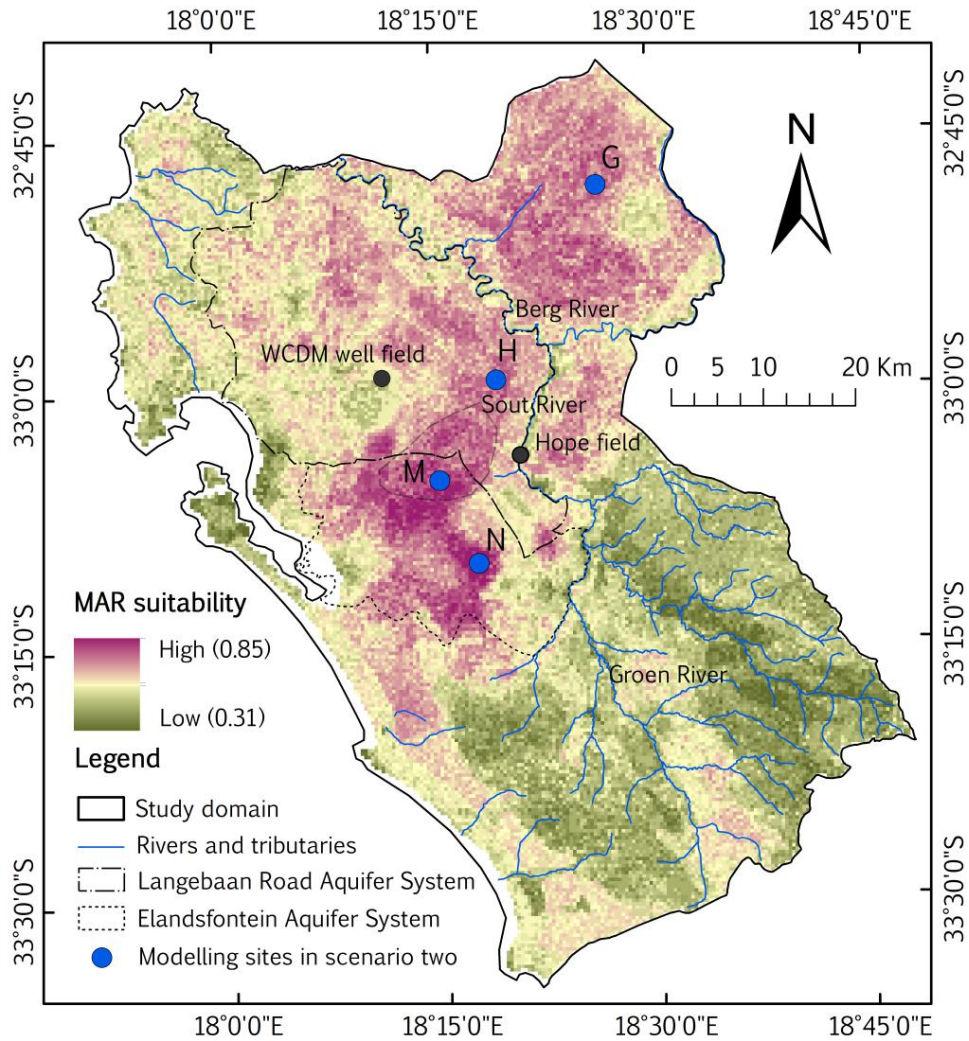 18°0'0"E 18°15'0"E 18°30'0"E 18°45'0"E
32°45'0"S
32°45'0"S
N
G
Berg River
WCDM well field
H
0 5 10 20 Km
33°0'0"S
33°0'0"S
Sout River
Hope field
M
N
MAR suitability
High (0.85)
Low (0.31)
33°15'0"S
33°15'0"S
Groen River
Legend
Study domain
Rivers and tributaries
Langebaan Road Aquifer System
Elandsfontein Aquifer System
Modelling sites in scenario two
33°30'0"S
33°30'0"S
18°0'0"E 18°15'0"E 18°30'0"E 18°45'0"E